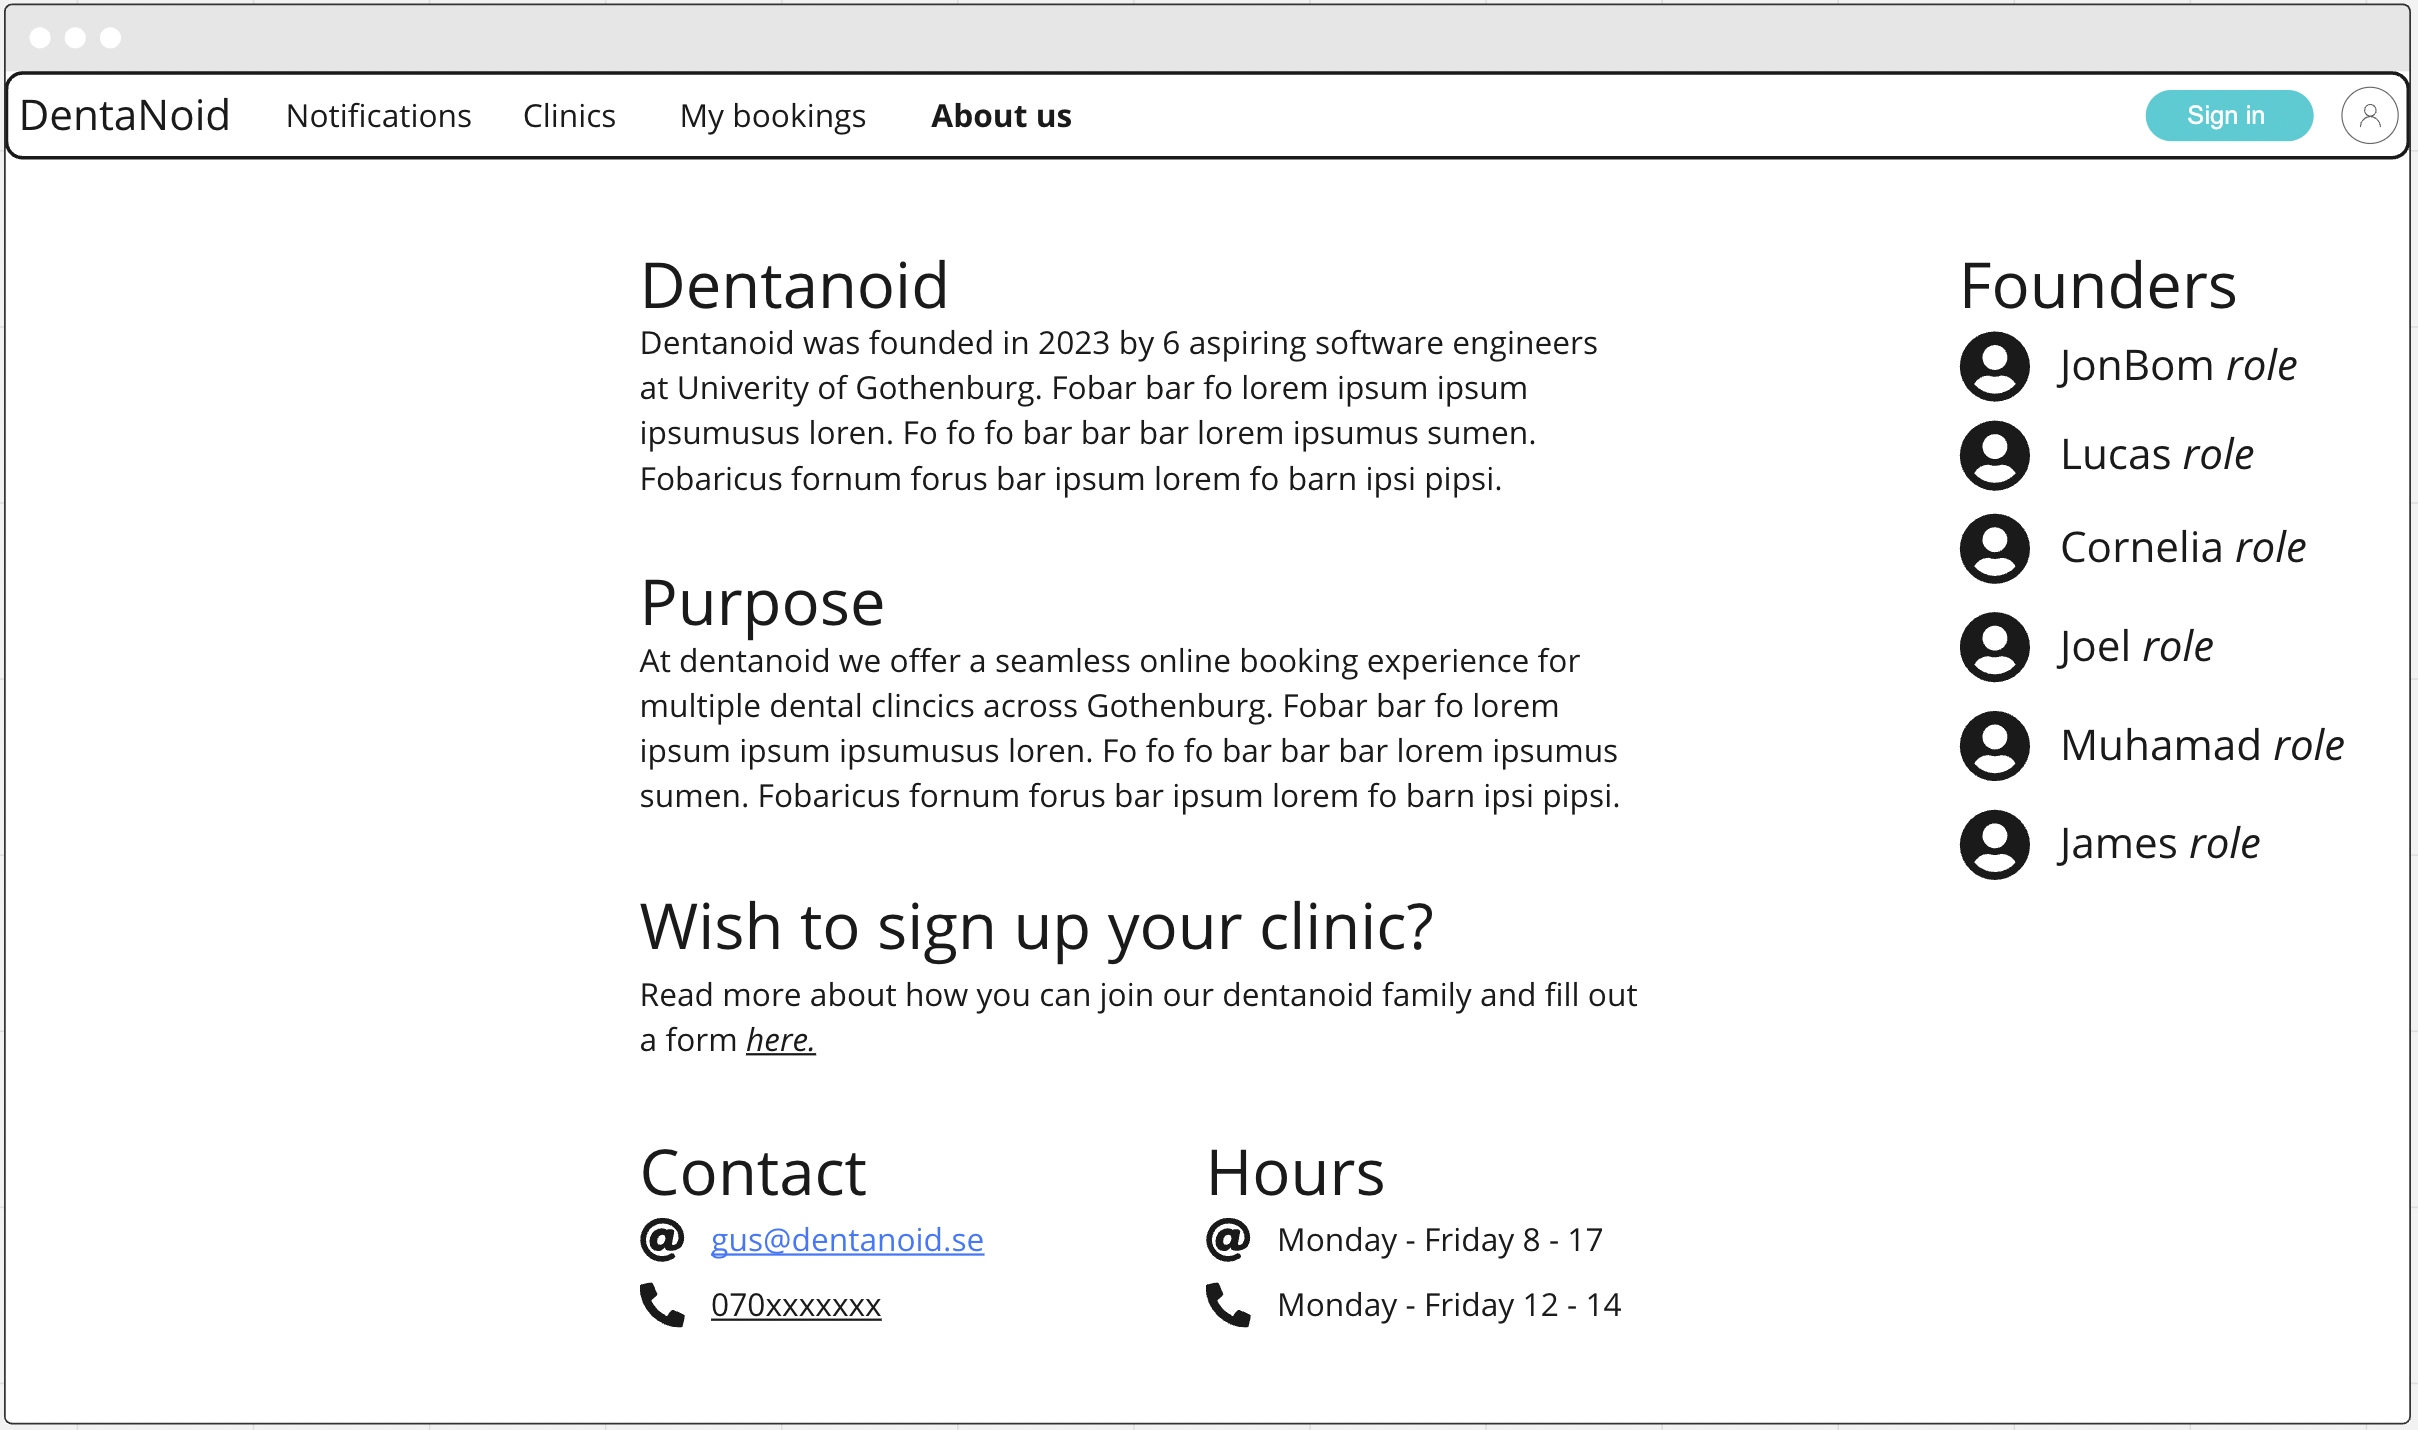 DentaNoid Notifications Clinics My bookings About us Sign in
Dentanoid
Dentanoid was founded in 2023 by 6 aspiring software engineers
at Univerity of Gothenburg. Fobar bar fo lorem ipsum ipsum
ipsumusus loren. Fo fo fo bar bar bar lorem ipsumus sumen.
Fobaricus fornum forus bar ipsum lorem fo barn ipsi pipsi.
Purpose
At dentanoid we offer a seamless online booking experience for
multiple dental clincics across Gothenburg. Fobar bar fo lorem
ipsum ipsum ipsumusus loren. Fo fo fo bar bar bar lorem ipsumus
sumen. Fobaricus fornum forus bar ipsum lorem fo barn ipsi pipsi.
Wish to sign up your clinic?
Read more about how you can join our dentanoid family and fill out
a form here.
Contact
gus@dentanoid.se
070xxxxxxx
Hours
Monday - Friday 8 - 17
Monday - Friday 12 - 14
Founders
JonBom role
Lucas role
Cornelia role
Joel role
Muhamad role
James role